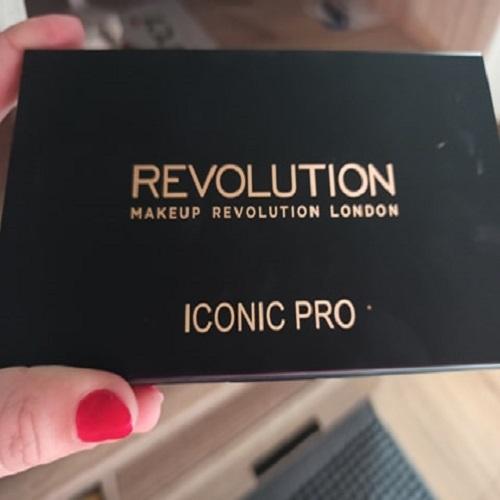 REVOLUTION
MAKEUP REVOLUTION LONDON
ICONIC PRO